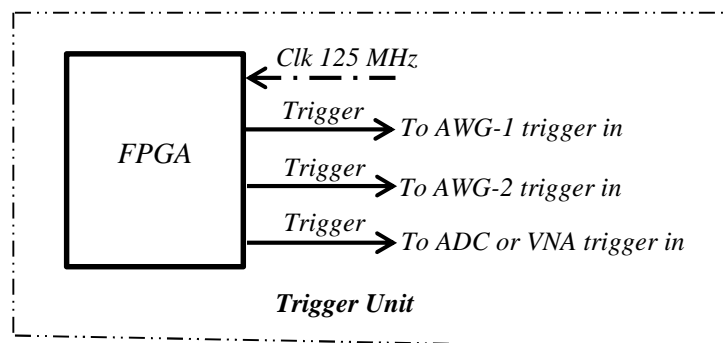 Clk 125 MHz
Trigger
To AWG-1 trigger in
FPGA
Trigger
To AWG-2 trigger in
Trigger
To ADC or VNA trigger in
Trigger Unit